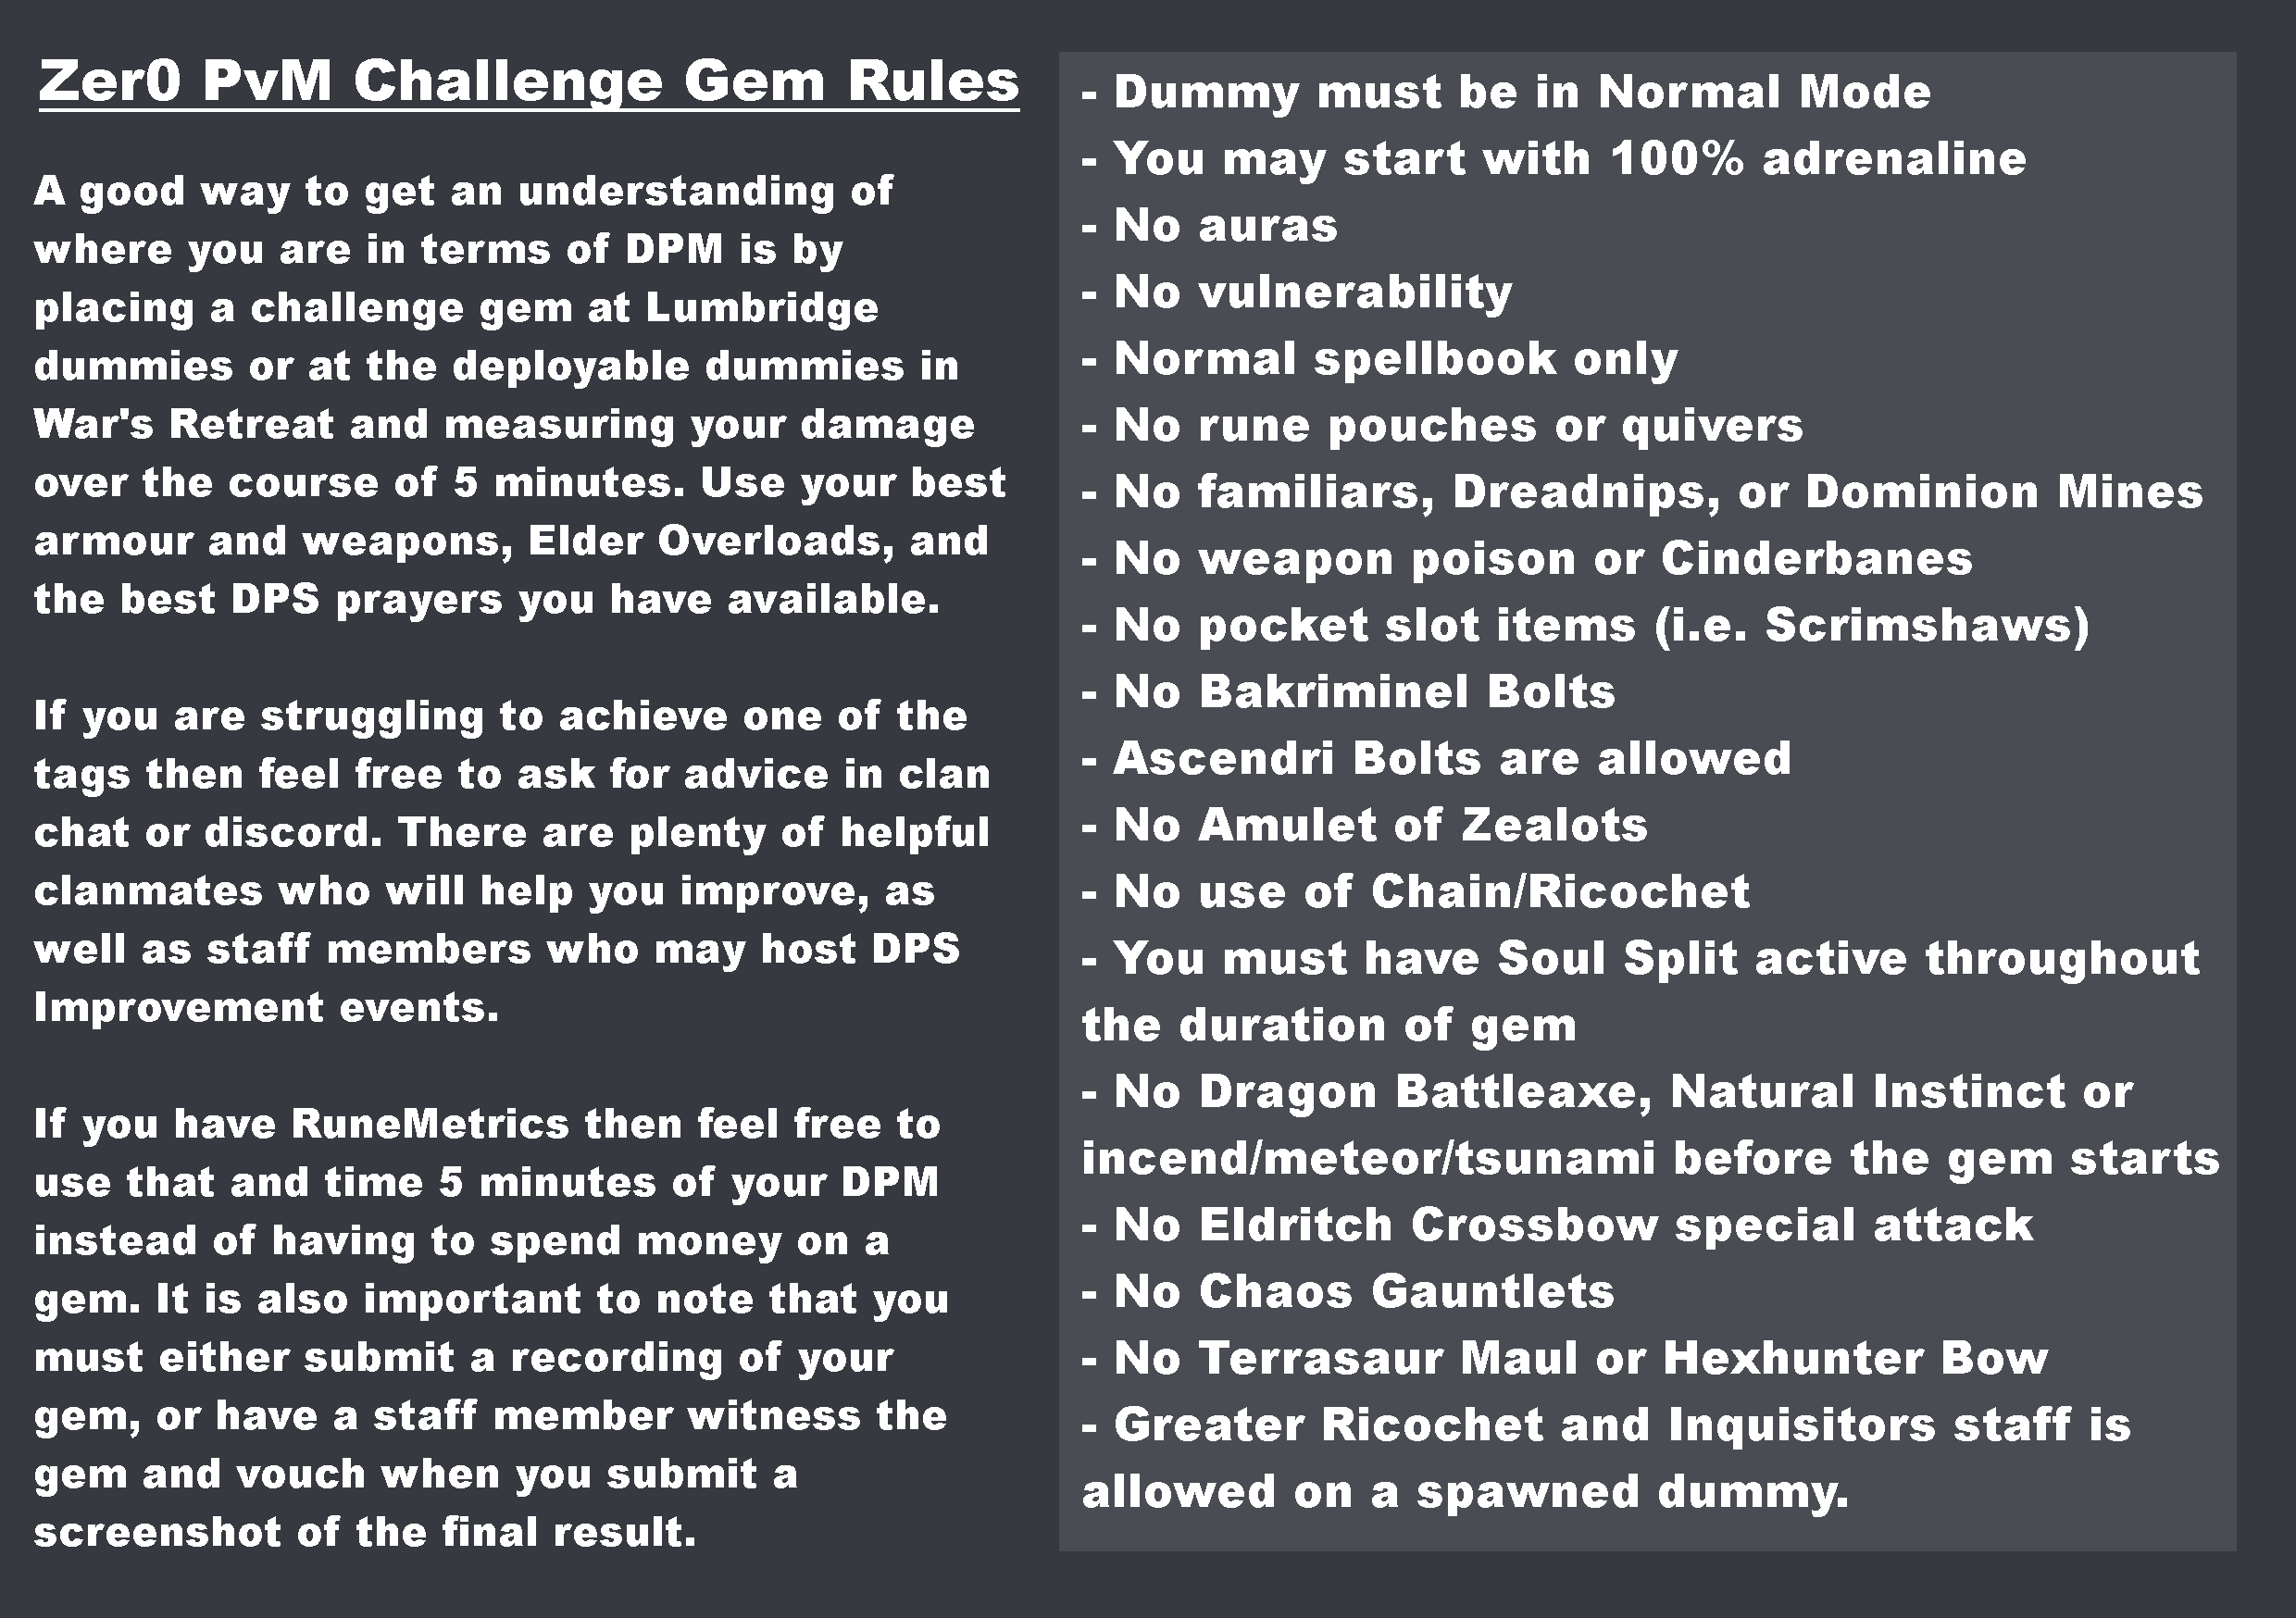 Zer0 PvM Challenge Gem Rules
A good way to get an understanding of
where you are in terms of DPM is by
placing a challenge gem at Lumbridge
dummies or at the deployable dummies in
War's Retreat and measuring your damage
over the course of 5 minutes. Use your best
armour and weapons, Elder Overloads, and
the best DPS prayers you have available.
If you are struggling to achieve one of the
tags then feel free to ask for advice in clan
chat or discord. There are plenty of helpful
clanmates who will help you improve, as
well as staff members who may host DPS
Improvement events.
If you have RuneMetrics then feel free to
use that and time 5 minutes of your DPM
instead of having to spend money on a
gem. It is also important to note that you
must either submit a recording of your
gem, or have a staff member witness the
gem and vouch when you submit a
screenshot of the final result.
- Dummy must be in Normal Mode
- You may start with 100% adrenaline
- No auras
- No vulnerability
- Normal spellbook only
- No rune pouches or quivers
- No familiars, Dreadnips, or Dominion Mines
- No weapon poison or Cinderbanes
- No pocket slot items (i.e. Scrimshaws)
- No Bakriminel Bolts
- Ascendri Bolts are allowed
- No Amulet of Zealots
- No use of Chain/Ricochet
- You must have Soul Split active throughout
the duration of gem
- No Dragon Battleaxe, Natural Instinct or
incend/meteor/tsunami before the gem starts
- No Eldritch Crossbow special attack
- No Chaos Gauntlets
- No Terrasaur Maul or Hexhunter Bow
- Greater Ricochet and Inquisitors staff is
allowed on a spawned dummy.